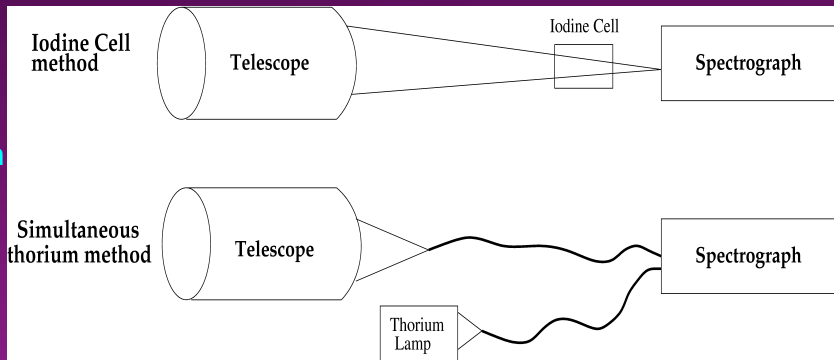 Iodine Cell
Iodine Cell
method
Telescope
Spectrograph
Simultaneous
thorium method
Telescope
Spectrograph
Thorium
Lamp